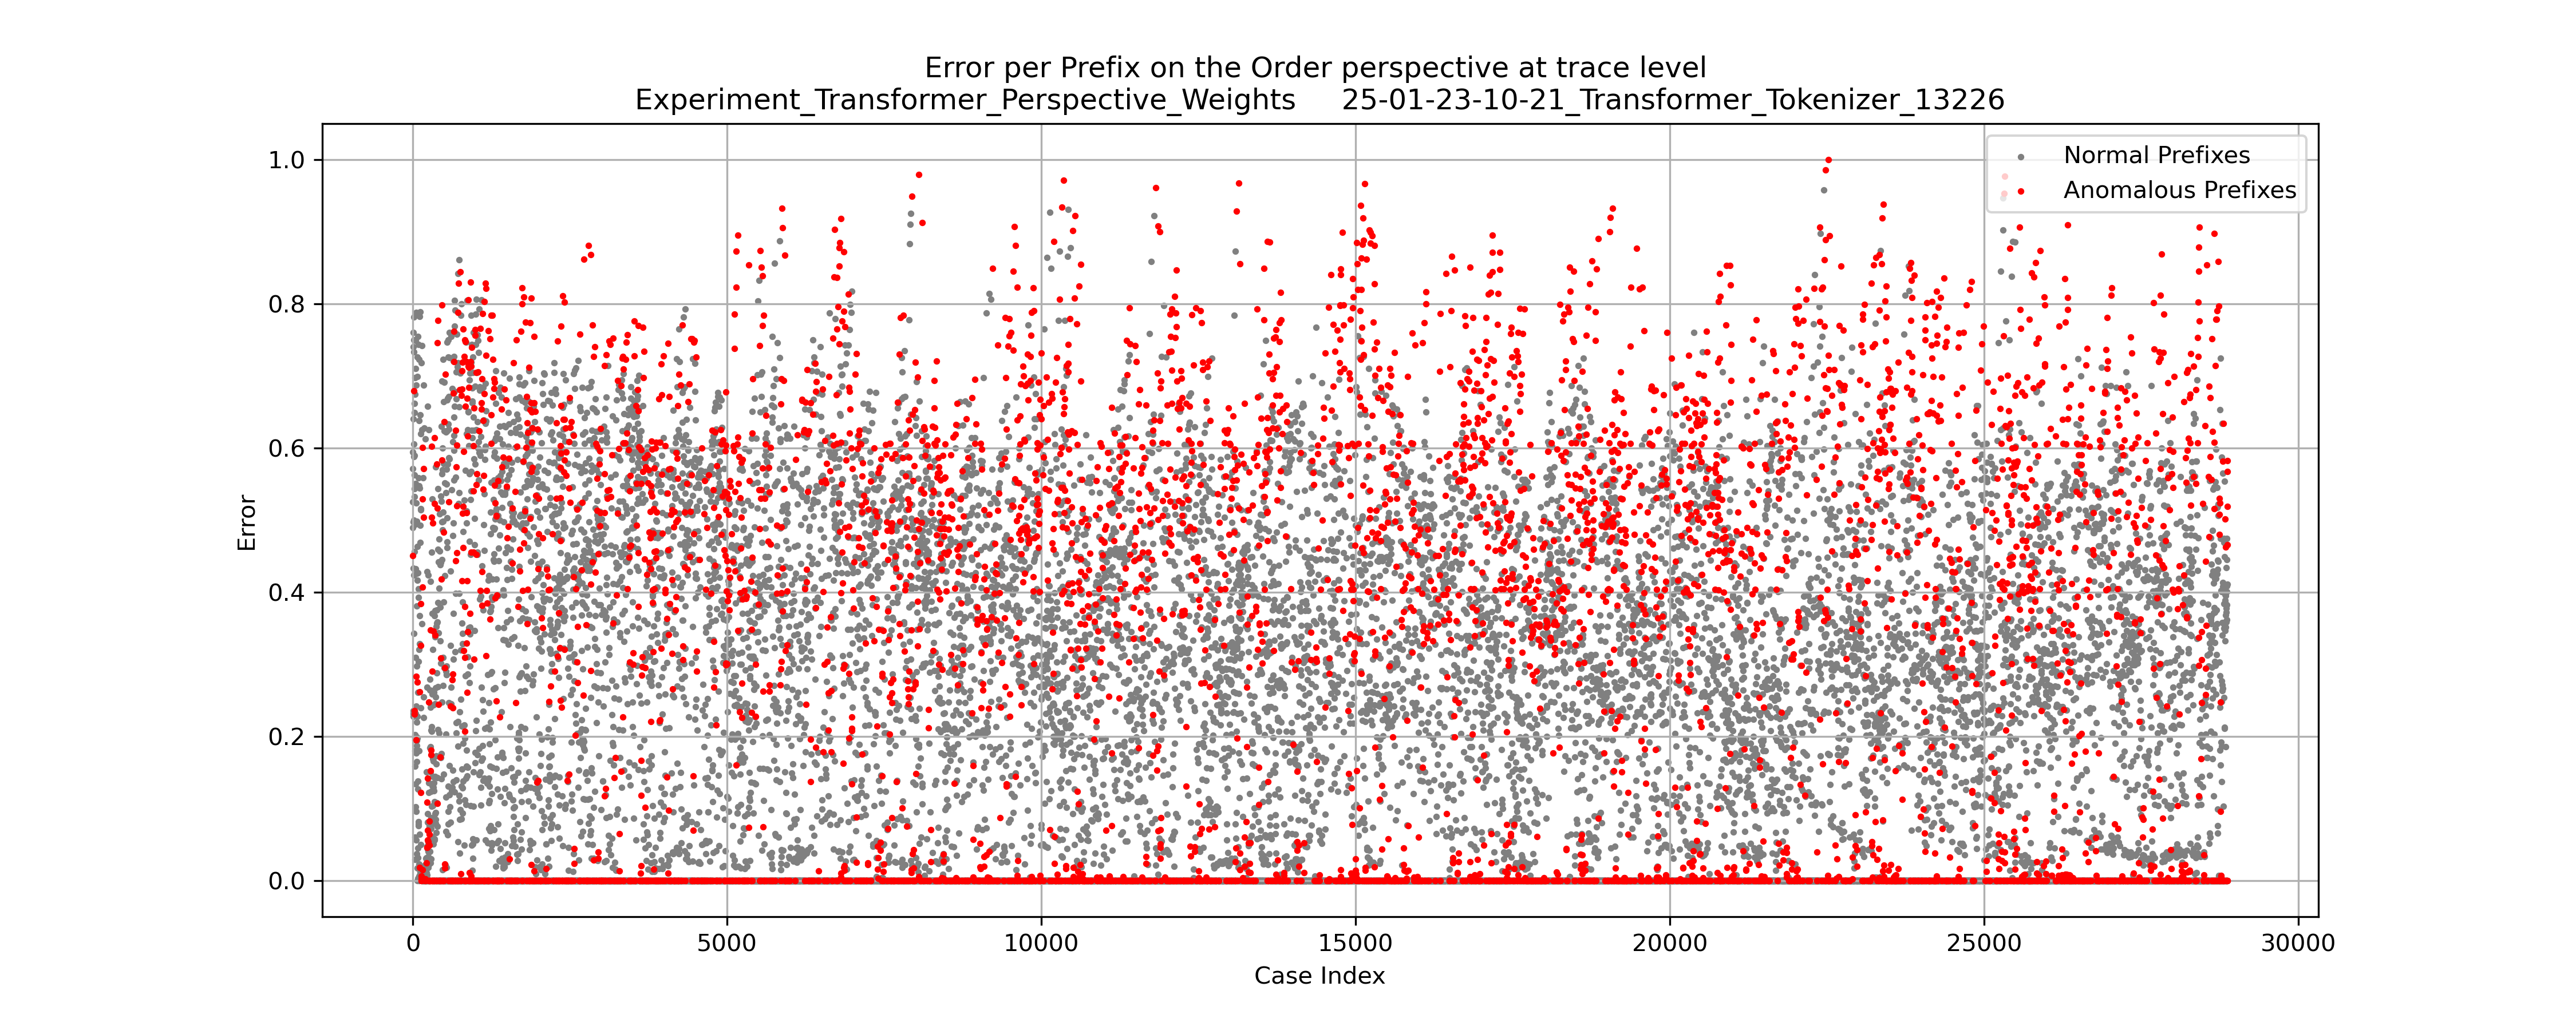 Error per Prefix on the Order perspective at trace level
Experiment_Transformer_Perspective_Weights 25-01-23-10-21_Transformer_Tokenizer_13226
Normal Prefixes
Anomalous Prefixes
Error
1.0
0.8
0.6
0.4
0.2
0.0
0 5000 10000 15000 20000 25000 30000
Case Index